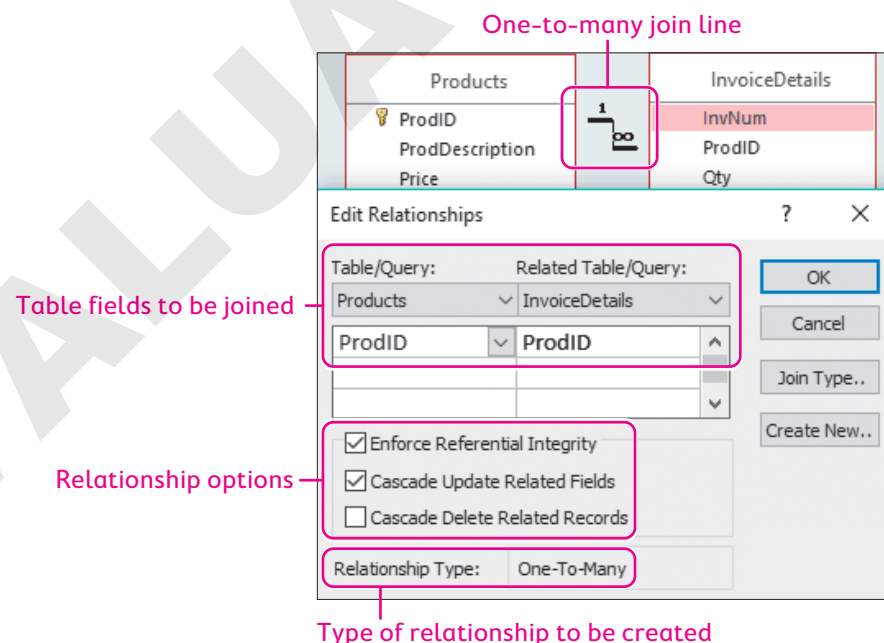 One-to-many join line
Products
InvoiceDetails
1
∞
ProdID
InvNum
ProdDescription
ProdID
Price
Qty
Edit Relationships
?
×
Table/Query:
Related Table/Query:
OK
Table fields to be joined
Products
InvoiceDetails
Cancel
ProdID
ProdID
Join Type..
Create New..
Enforce Referential Integrity
Relationship options
Cascade Update Related Fields
Cascade Delete Related Records
Relationship Type:
One-To-Many
Type of relationship to be created
ALUA